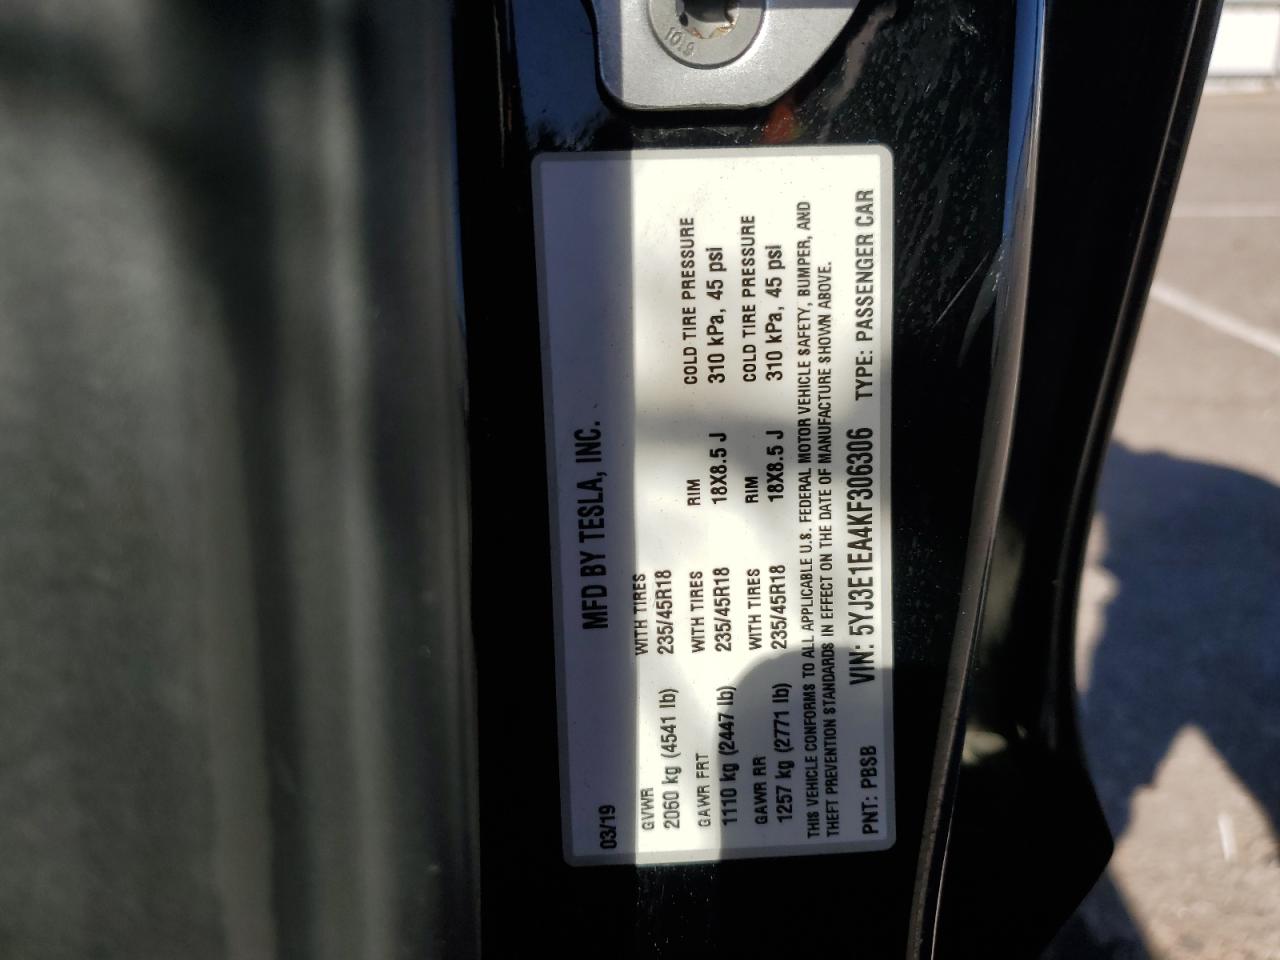 10.9
03/19 MFD BY TESLA, INC.
GVWR WITH TIRES
2060 kg (4541 lb) 235/45R18
GAWR FRT WITH TIRES RIM COLD TIRE PRESSURE
1110 kg (2447 lb) 235/45R18 18X8.5 J 310 kPa, 45 psi
GAWR RR WITH TIRES RIM COLD TIRE PRESSURE
1257 kg (2771 lb) 235/45R18 18X8.5 J 310 kPa, 45 psi
THIS VEHICLE CONFORMS TO ALL APPLICABLE U.S. FEDERAL MOTOR VEHICLE SAFETY, BUMPER, AND
THEFT PREVENTION STANDARDS IN EFFECT ON THE DATE OF MANUFACTURE SHOWN ABOVE.
PNT: PBSB VIN: 5YJ3E1EA4KF306306 TYPE: PASSENGER CAR